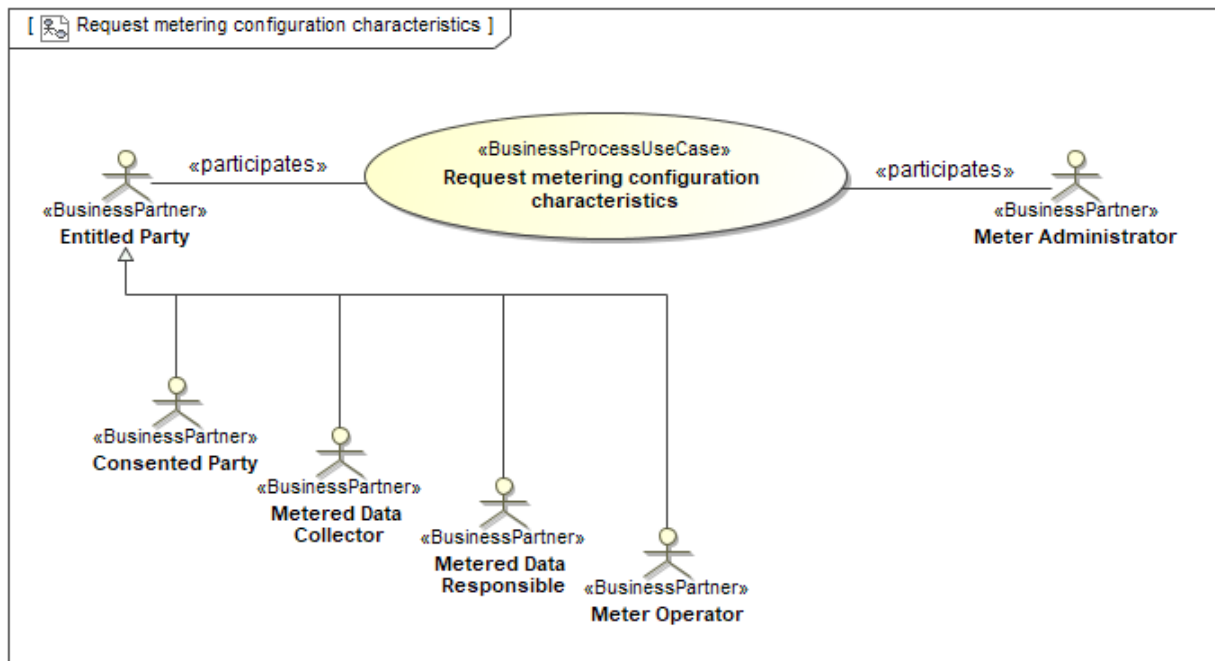 [ Request metering configuration characteristics ]
«BusinessProcessUseCase»
Request metering configuration
characteristics
«participates»
«participates»
«BusinessPartner»
Entitled Party
«BusinessPartner»
Meter Administrator
«BusinessPartner»
Consented Party
«BusinessPartner»
Metered Data
Collector
«BusinessPartner»
Metered Data
Responsible
«BusinessPartner»
Meter Operator